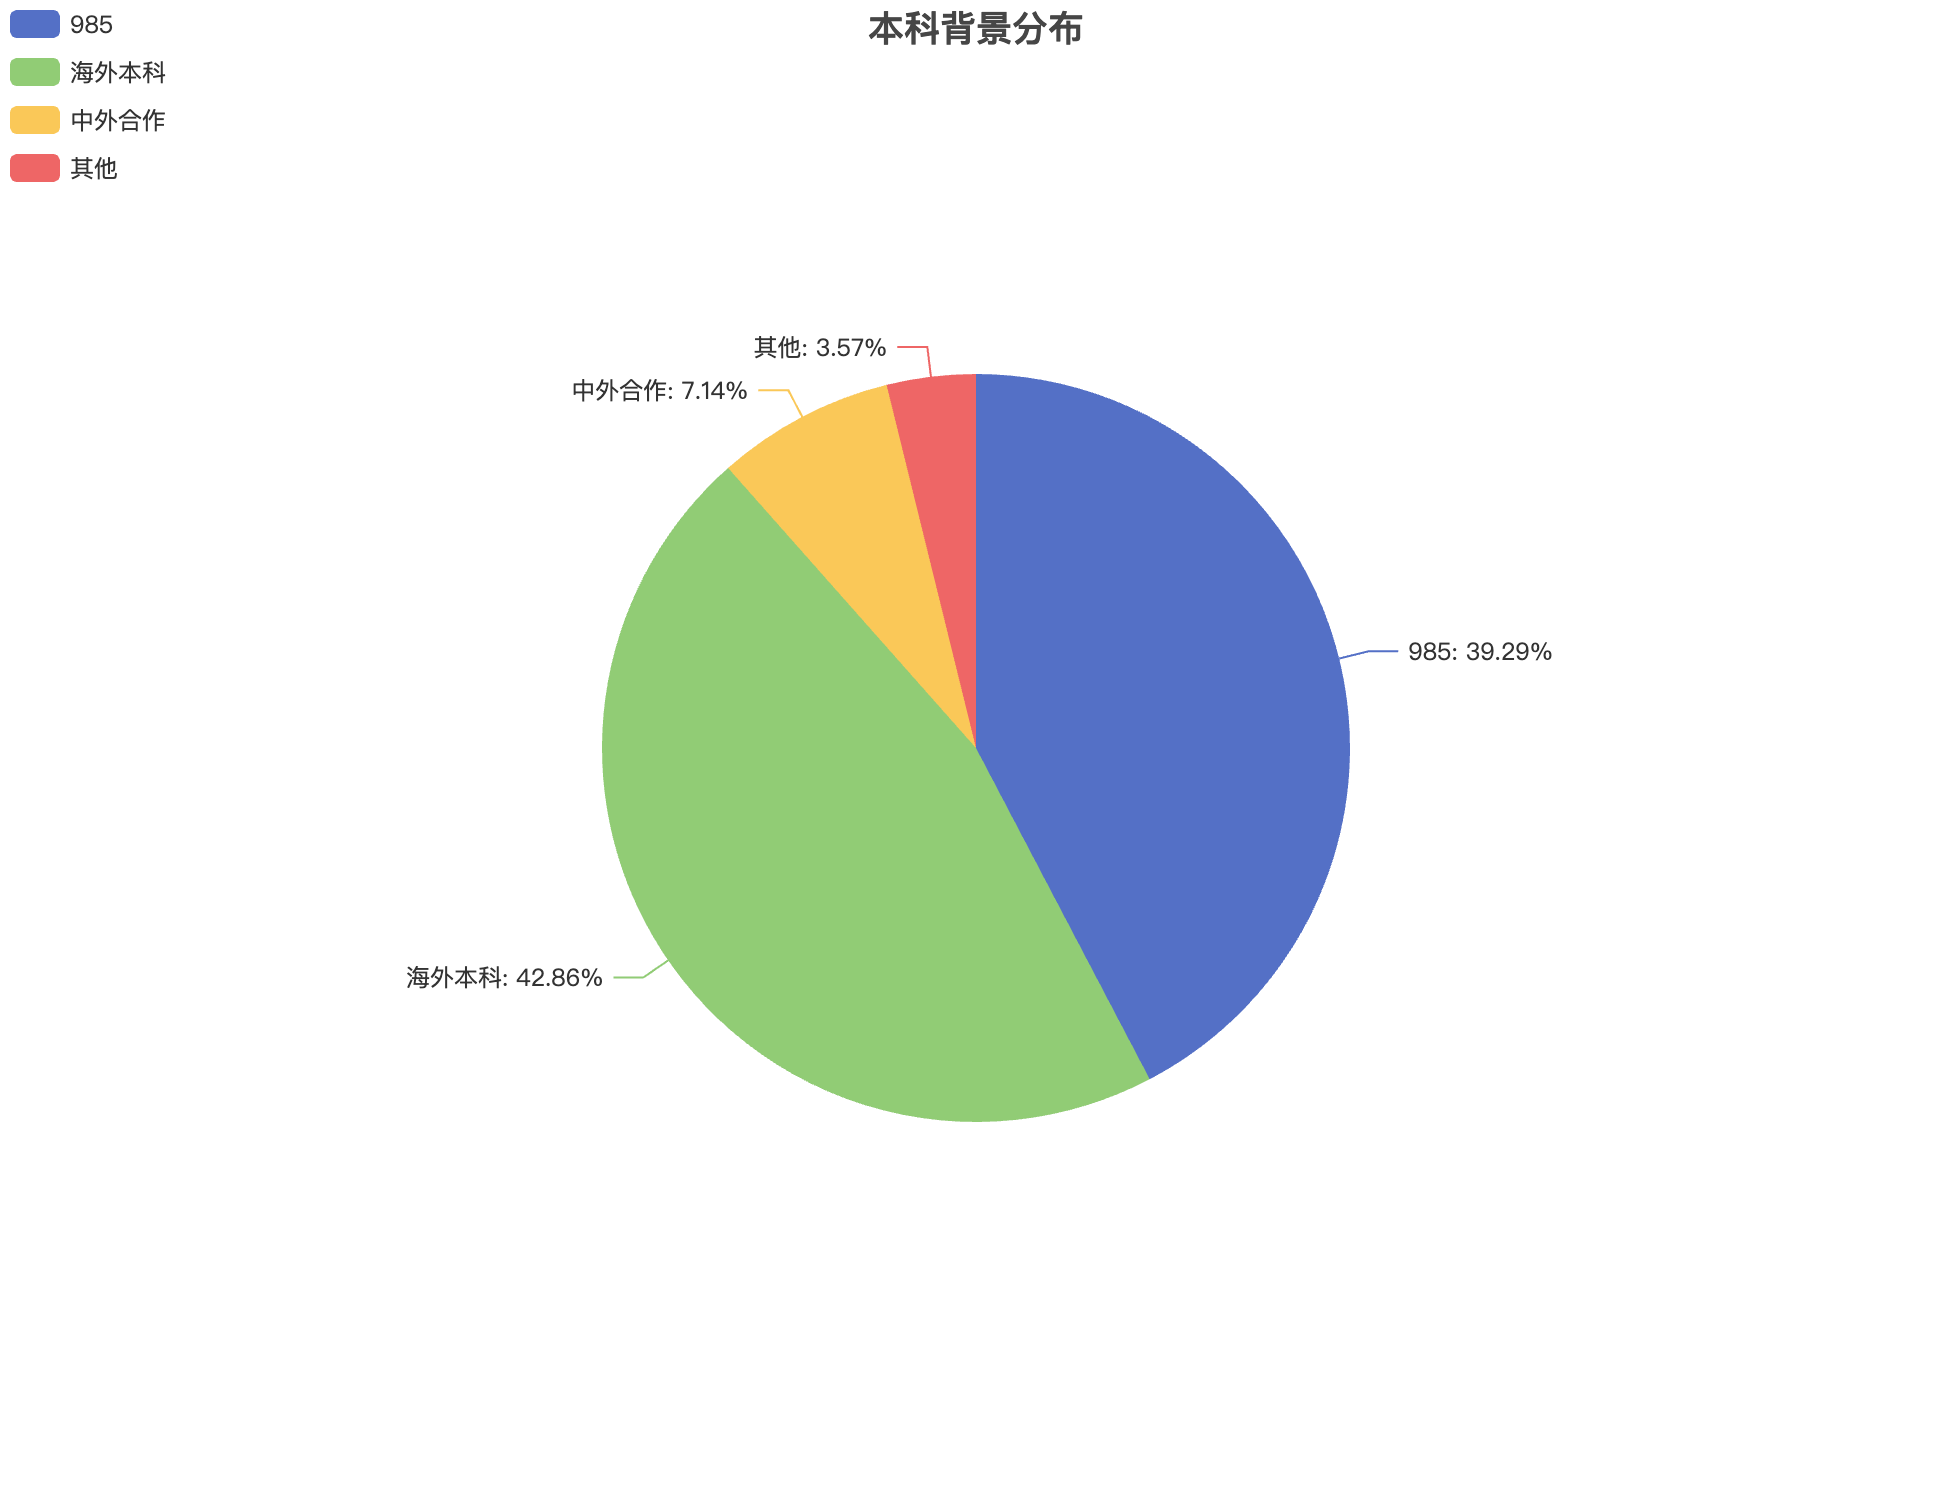 本科背景分布
985
海外本科
中外合作
其他
其他: 3.57%
中外合作: 7.14%
985: 39.29%
海外本科: 42.86%